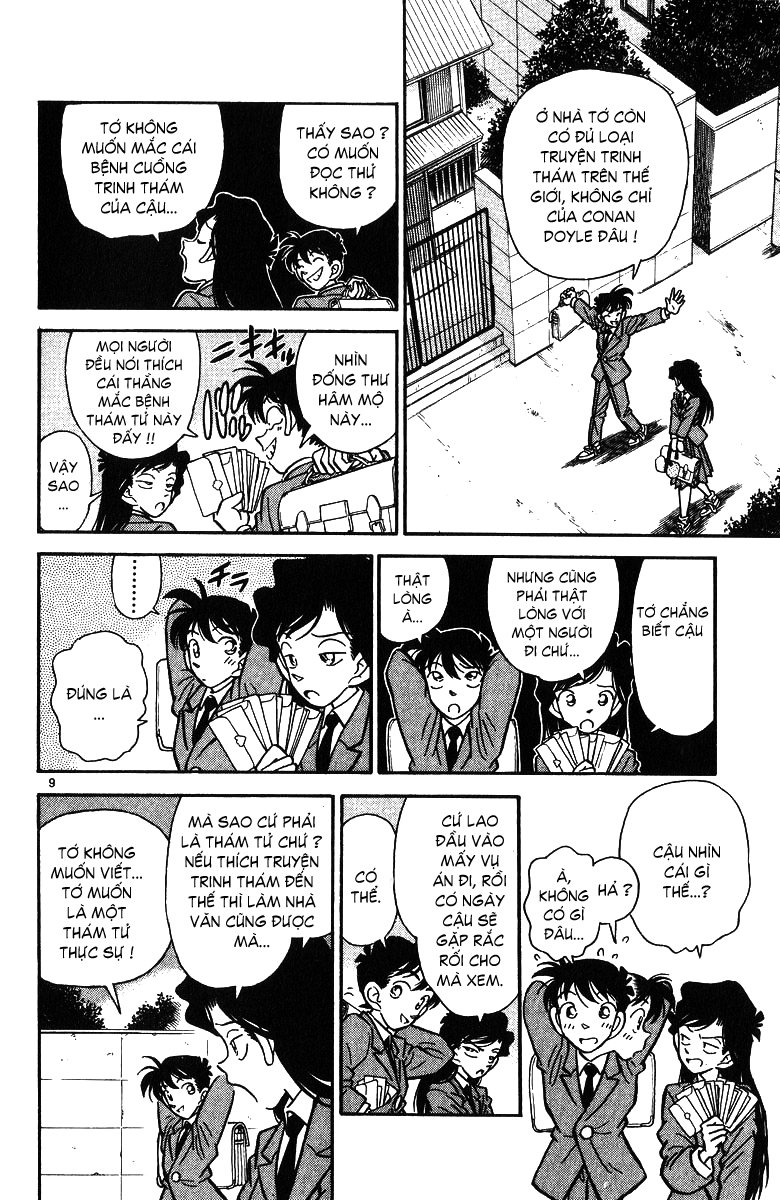 Ở NHÀ TỚ CÒN
CÓ ĐỦ LOẠI
TRUYỆN TRINH
THÁM TRÊN THẾ
GIỚI, KHÔNG CHỈ
CỦA CONAN
DOYLE ĐÂU !
THẤY SAO ?
CÓ MUỐN
ĐỌC THỬ
KHÔNG ?
TỚ KHÔNG
MUỐN MẮC CÁI
BỆNH CUỒNG
TRINH THÁM
CỦA CẬU...
NHÌN
ĐỐNG THƯ
HÂM MỘ
NÀY...
MỌI NGƯỜI
ĐỀU NÓI THÍCH
CÁI THẰNG
MẮC BỆNH
THÁM TỬ NÀY
ĐẤY !!
VẬY
SAO
...
TỚ CHẲNG
BIẾT CẬU
NHƯNG CŨNG
PHẢI THẬT
LÒNG VỚI
MỘT NGƯỜI
ĐI CHỨ...
THẬT
LÒNG
À...
........
ĐÚNG LÀ
...
9
CẬU NHÌN
CÁI GÌ
THẾ...?
HẢ ?
À,
KHÔNG
CÓ GÌ
ĐÂU...
CỨ LAO
ĐẦU VÀO
MẤY VỤ
ÁN ĐI, RỒI
CÓ NGÀY
CẬU SẼ
GẶP RẮC
RỐI CHO
MÀ XEM.
CÓ
THỂ.
MÀ SAO CỨ PHẢI
LÀ THÁM TỬ CHỨ ?
NẾU THÍCH TRUYỆN
TRINH THÁM ĐẾN
THẾ THÌ LÀM NHÀ
VĂN CŨNG ĐƯỢC
MÀ...
TỚ KHÔNG
MUỐN VIẾT...
TỚ MUỐN
LÀ MỘT
THÁM TỬ
THỰC SỰ !